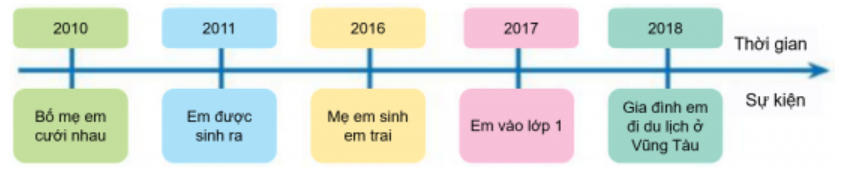 2010
2011
2016
2017
2018
Thời gian
Bố mẹ em
cưới nhau
Em được
sinh ra
Mẹ em sinh
em trai
Em vào lớp 1
Gia đình em
đi du lịch ở
Vũng Tàu
Sự kiện